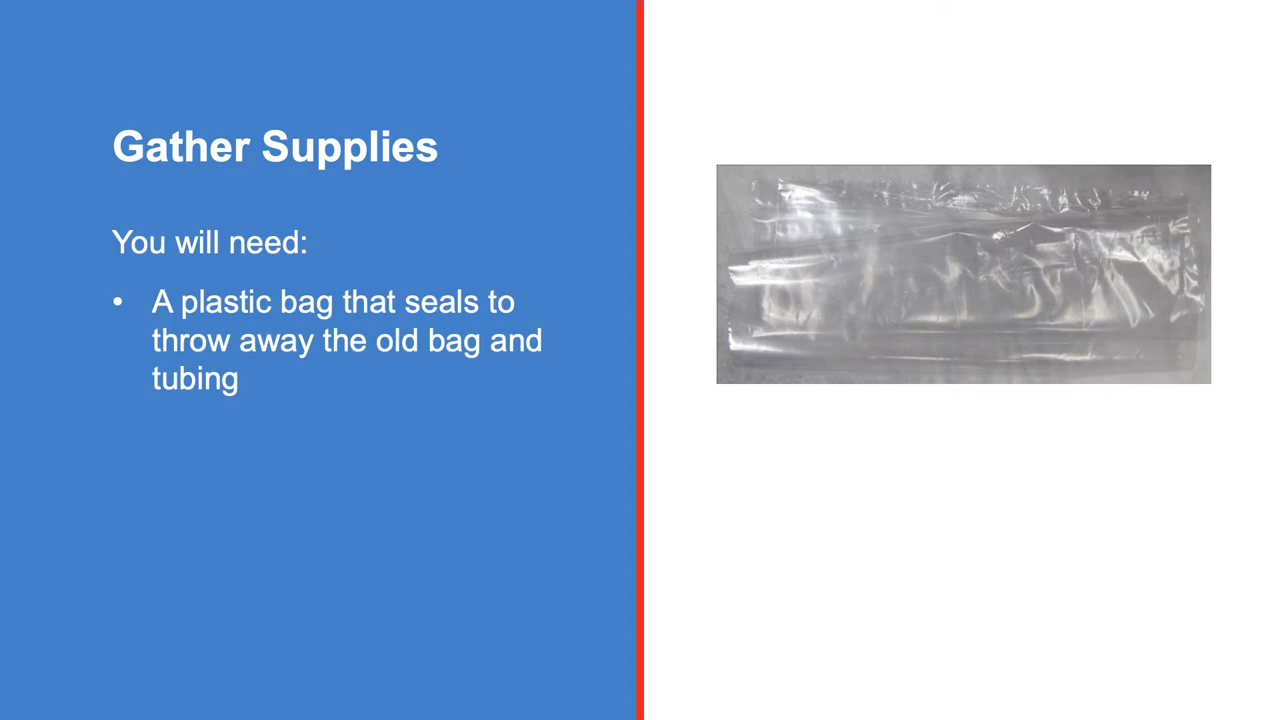 Gather Supplies
You will need:
• A plastic bag that seals to
throw away the old bag and
tubing